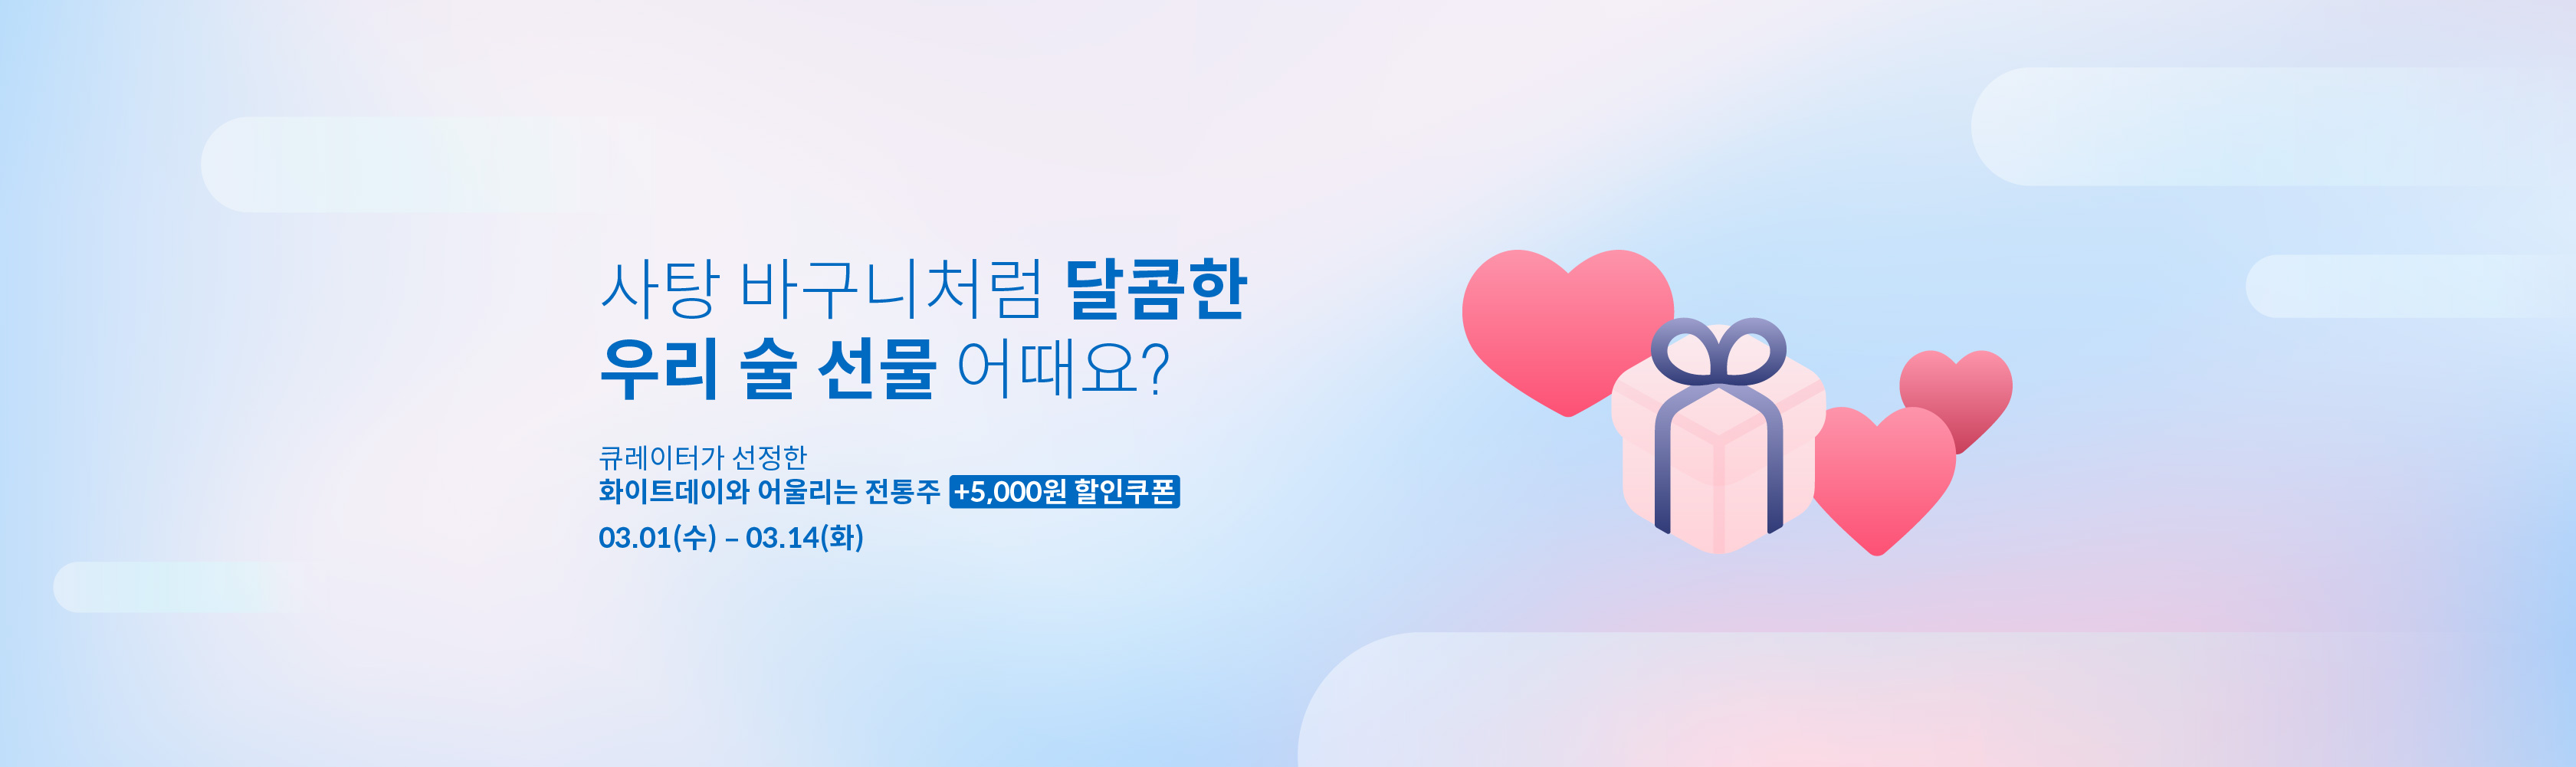 사탕 바구니처럼 달콤한
우리 술 선물 어때요?
큐레이터가 선정한
화이트데이와 어울리는 전통주 +5,000원 할인쿠폰
03.01(수) – 03.14(화)